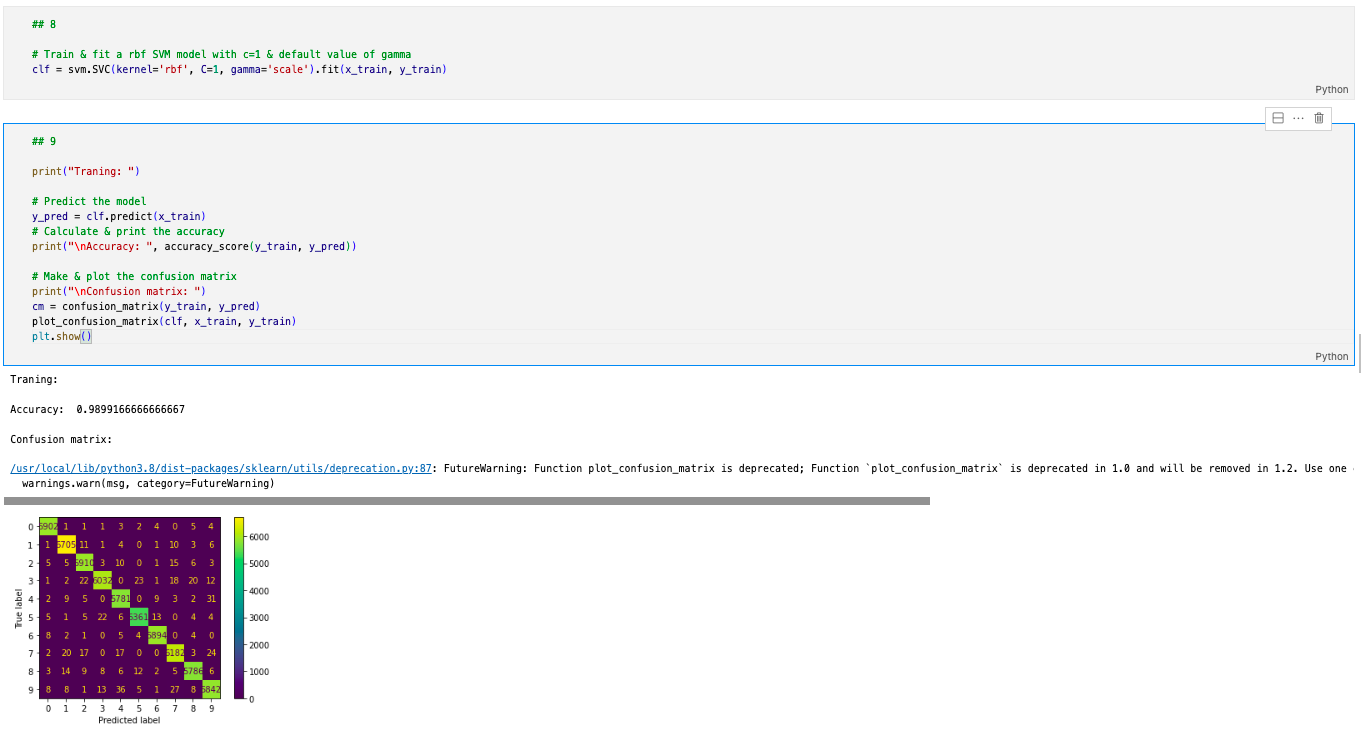 ## 8
# Train & fit a rbf SVM model with c=1 & default value of gamma
clf = svm.SVC(kernel='rbf', C=1, gamma='scale').fit(x_train, y_train)
Python
## 9
print("Traning: ")
# Predict the model
y_pred = clf.predict(x_train)
# Calculate & print the accuracy
print("\nAccuracy: ", accuracy_score(y_train, y_pred))
# Make & plot the confusion matrix
print("\nConfusion matrix: ")
cm = confusion_matrix(y_train, y_pred)
plot_confusion_matrix(clf, x_train, y_train)
plt.show()
Python
Traning:
Accuracy:  0.9899166666666667
Confusion matrix:
/usr/local/lib/python3.8/dist-packages/sklearn/utils/deprecation.py:87: FutureWarning: Function plot_confusion_matrix is deprecated; Function `plot_confusion_matrix` is deprecated in 1.0 and will be removed in 1.2. Use one
warnings.warn(msg, category=FutureWarning)
0 5902 1 1 1 3 2 4 0 5 4
1 1 6705 11 1 4 0 1 10 3 6
2 5 5 5910 3 10 0 1 15 6 3
3 1 2 22 6032 0 23 1 18 20 12
4 2 9 5 0 5781 0 9 3 2 31
5 5 1 5 22 6 5361 13 0 4 4
6 8 2 1 0 5 4 5894 0 4 0
7 2 20 17 0 17 0 0 6182 3 24
8 3 14 9 8 6 12 2 5 5786 6
9 8 8 1 13 36 5 1 27 8 5842
0 1 2 3 4 5 6 7 8 9
Predicted label
True label
6000
5000
4000
3000
2000
1000
0